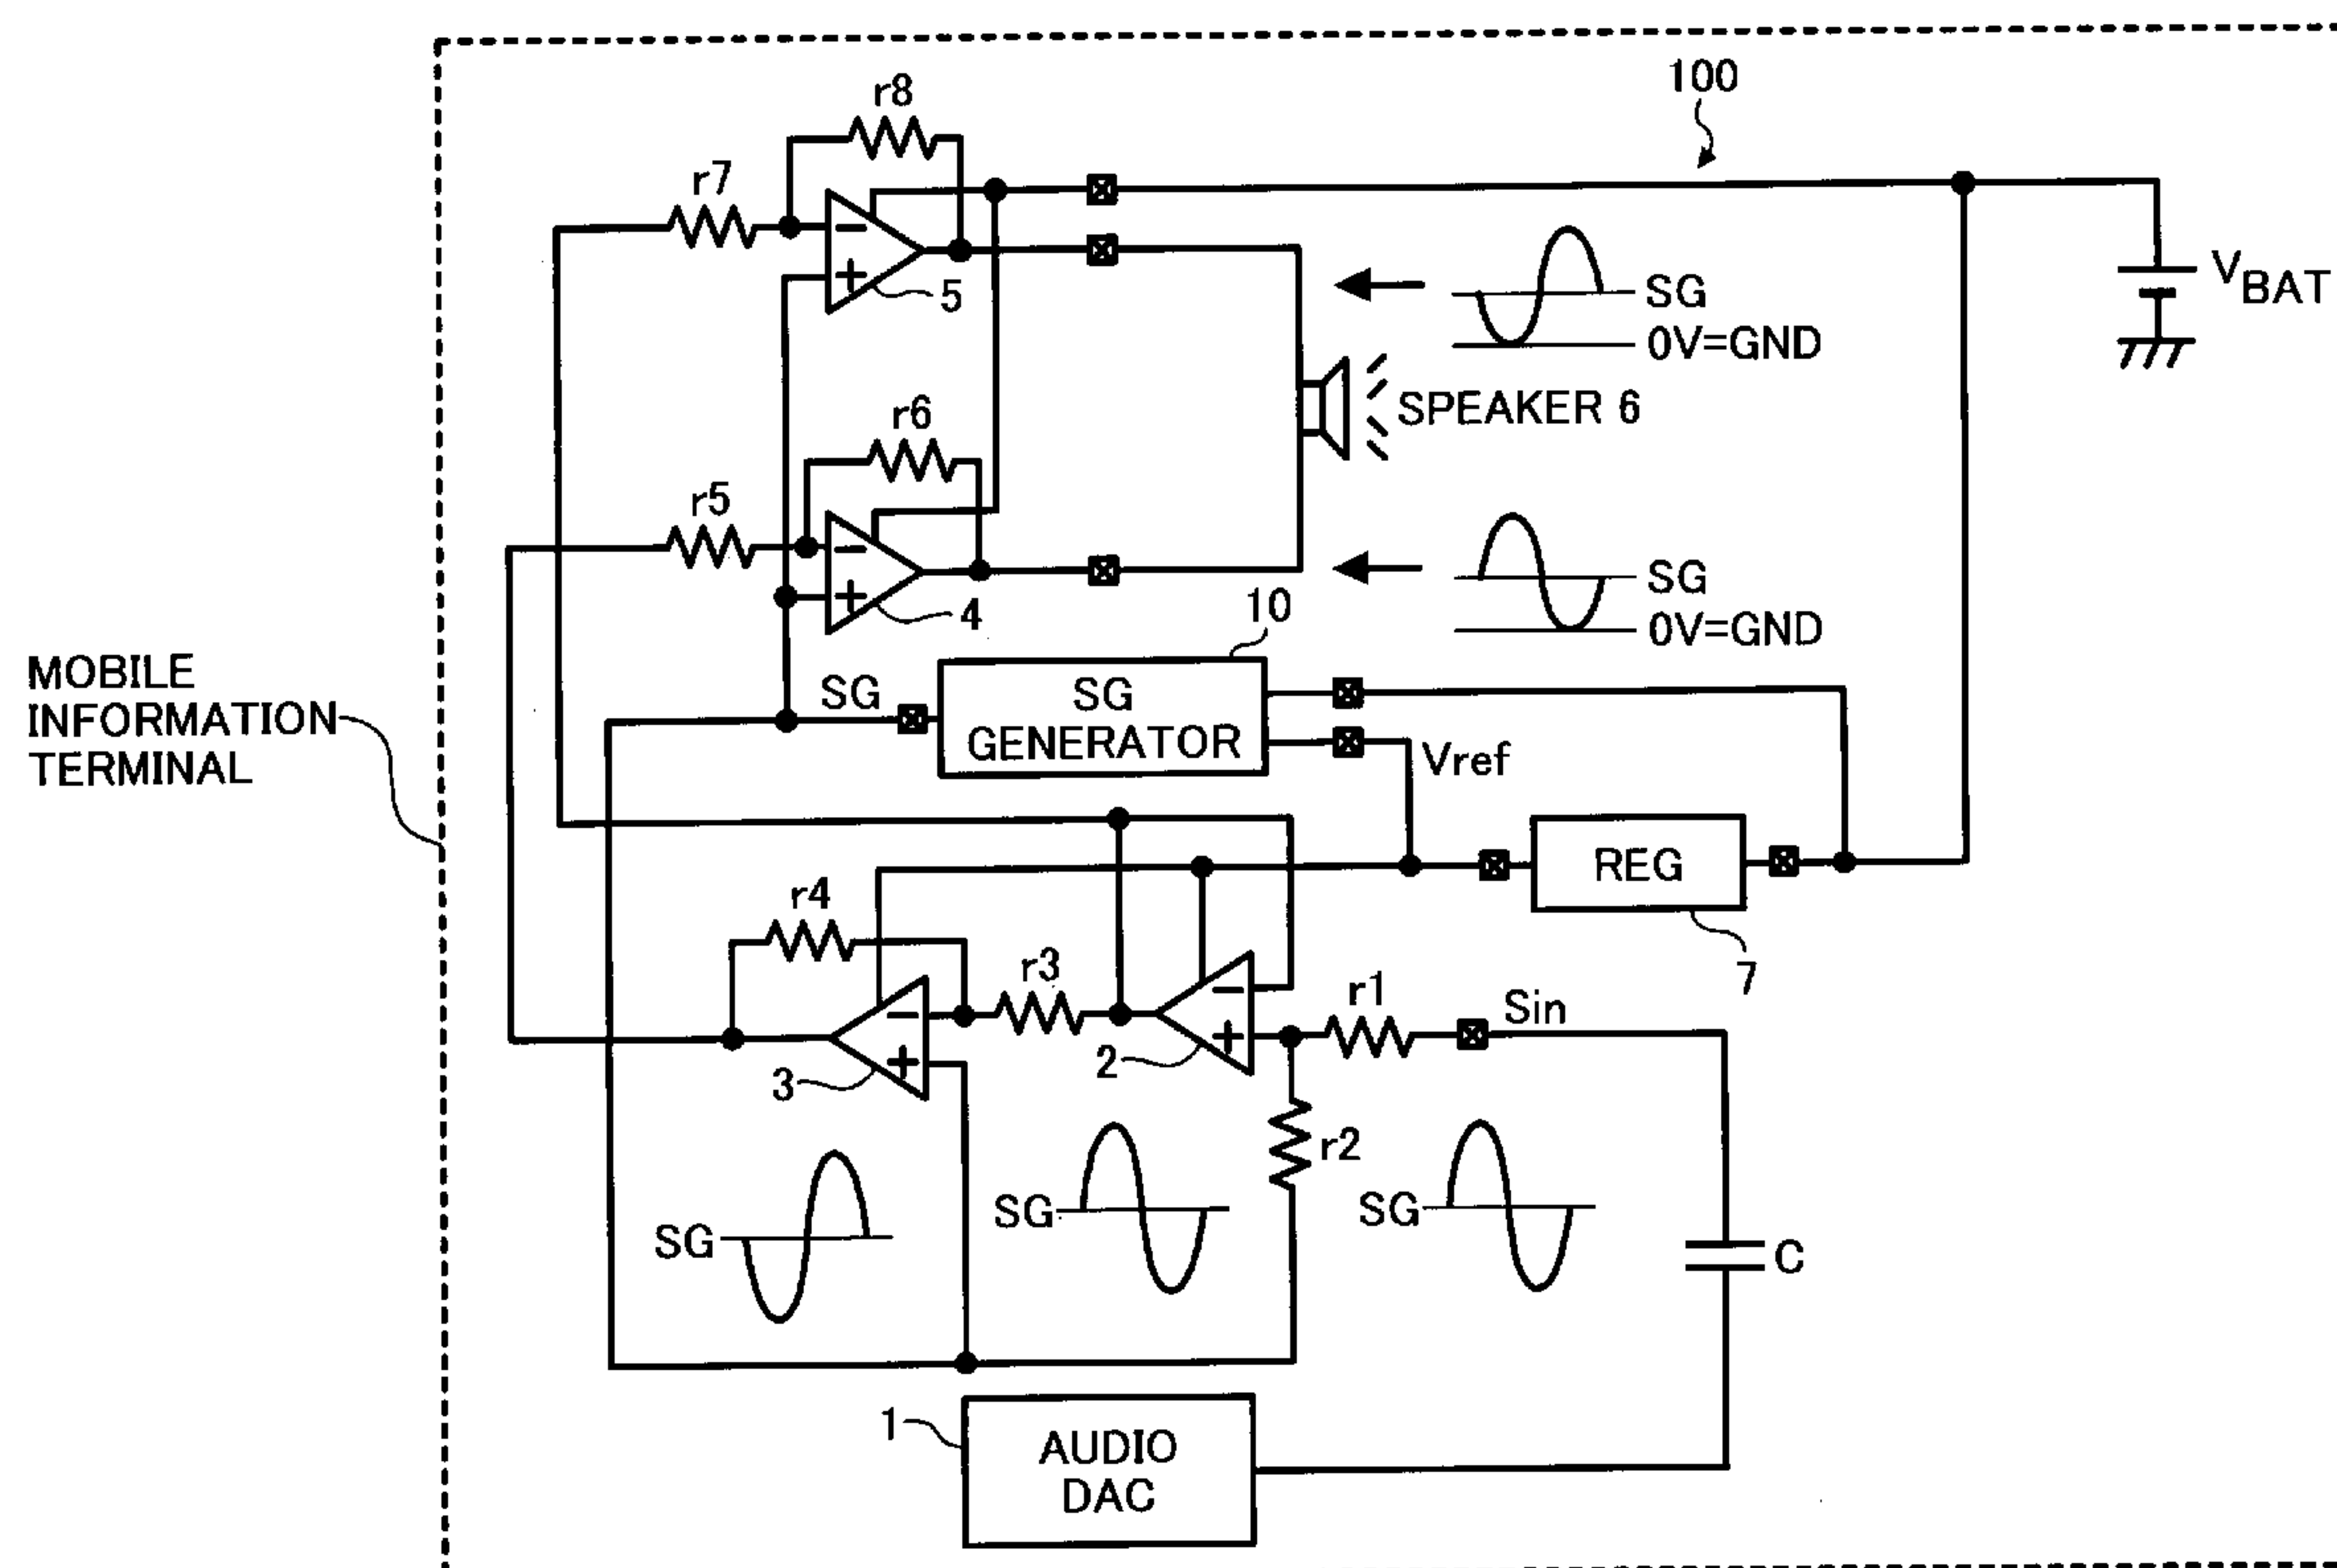 100
r8
r7
−
+
5
SG
0V=GND
VBAT
r6
SPEAKER 6
r5
−
+
4
SG
0V=GND
10
MOBILE
INFORMATION
TERMINAL
SG
SG
GENERATOR
Vref
REG
7
r4
r3
r1
Sin
−
+
3
−
+
2
r2
SG
SG
SG
C
1
AUDIO
DAC